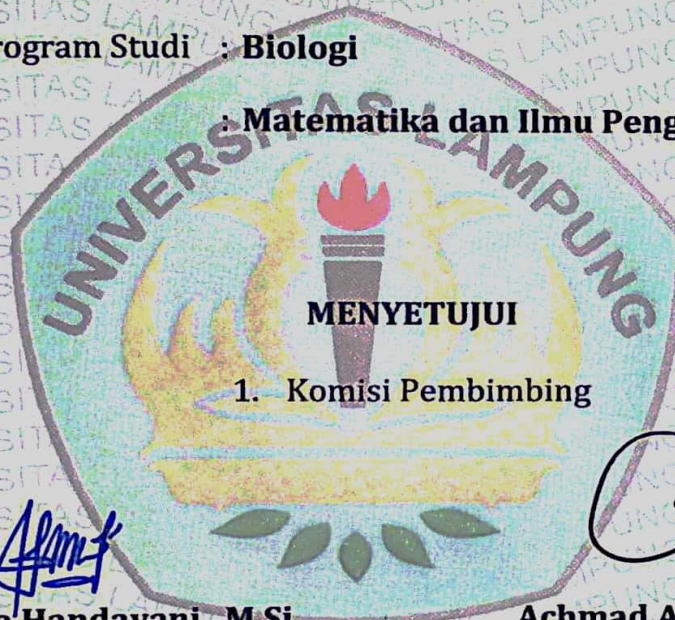 rogram Studi : Biologi
: Matematika dan Ilmu Peng
UNIVERSITAS LAMPUNG
MENYETUJUI
1. Komisi Pembimbing
Handayani, M.Si
Achmad A